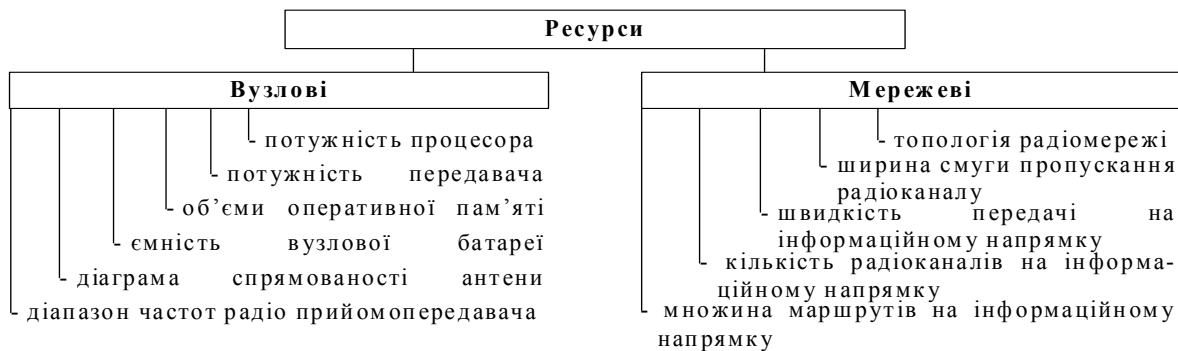 Ресурси
Вузлові
- потужність процесора
- потужність передавача
- об’єми оперативної пам’яті
- ємність вузлової батареї
- діаграма спрямованості антени
- діапазон частот радіо прийомопередавача
Мережеві
- топологія радіомережі
- ширина смуги пропускання
радіоканалу
- швидкість передачі на
інформаційному напрямку
- кількість радіоканалів на інформа-
ційному напрямку
- множина маршрутів на інформаційному
напрямку